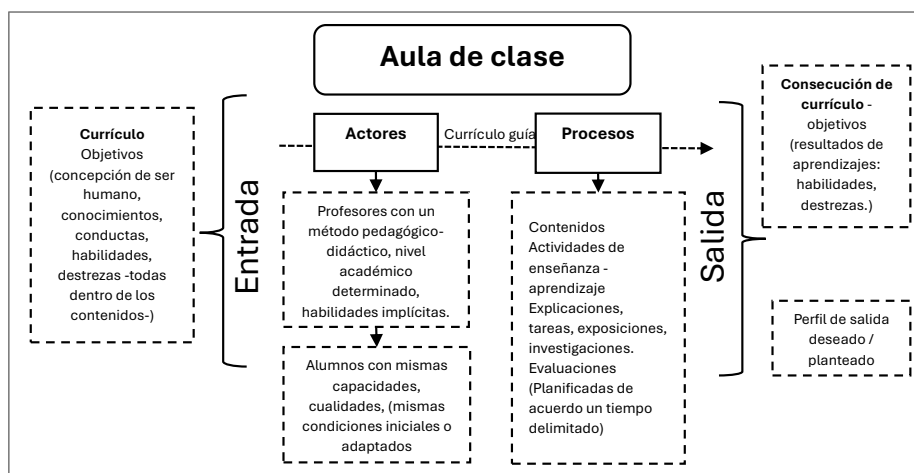 Aula de clase
Currículo
Objetivos
(concepción de ser
humano,
conocimientos,
conductas,
habilidades,
destrezas -todas
dentro de los
contenidos-)
Entrada
Actores
Currículo guía
Procesos
Profesores con un
método pedagógico-
didáctico, nivel
académico
determinado,
habilidades implícitas.
Alumnos con mismas
capacidades,
cualidades, (mismas
condiciones iniciales o
adaptados
Contenidos
Actividades de
enseñanza -
aprendizaje
Explicaciones,
tareas, exposiciones,
investigaciones.
Evaluaciones
(Planificadas de
acuerdo un tiempo
delimitado)
Salida
Consecución de
currículo -
objetivos
(resultados de
aprendizajes:
habilidades,
destrezas.)
Perfil de salida
deseado /
planteado